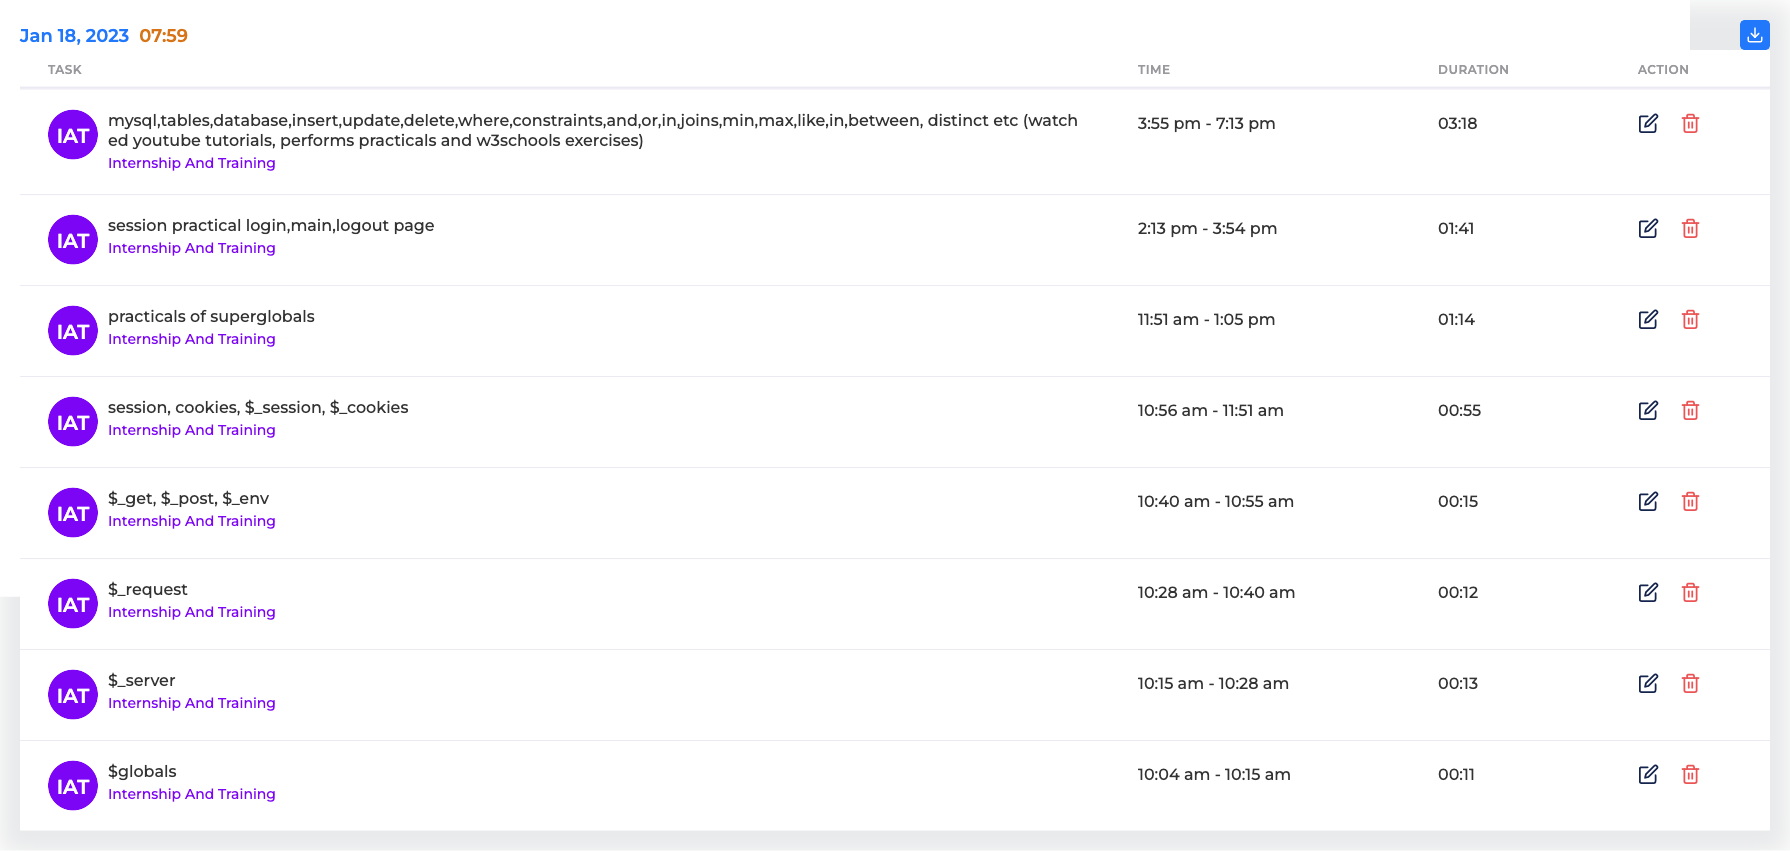 Jan 18, 2023 07:59
TASK TIME DURATION ACTION
IAT mysql,tables,database,insert,update,delete,where,constraints,and,or,in,joins,min,max,like,in,between, distinct etc (watch 3:55 pm - 7:13 pm 03:18
ed youtube tutorials, performs practicals and w3schools exercises)
Internship And Training
IAT session practical login,main,logout page 2:13 pm - 3:54 pm 01:41
Internship And Training
IAT practicals of superglobals 11:51 am - 1:05 pm 01:14
Internship And Training
IAT session, cookies, $_session, $_cookies 10:56 am - 11:51 am 00:55
Internship And Training
IAT $_get, $_post, $_env 10:40 am - 10:55 am 00:15
Internship And Training
IAT $_request 10:28 am - 10:40 am 00:12
Internship And Training
IAT $_server 10:15 am - 10:28 am 00:13
Internship And Training
IAT $globals 10:04 am - 10:15 am 00:11
Internship And Training